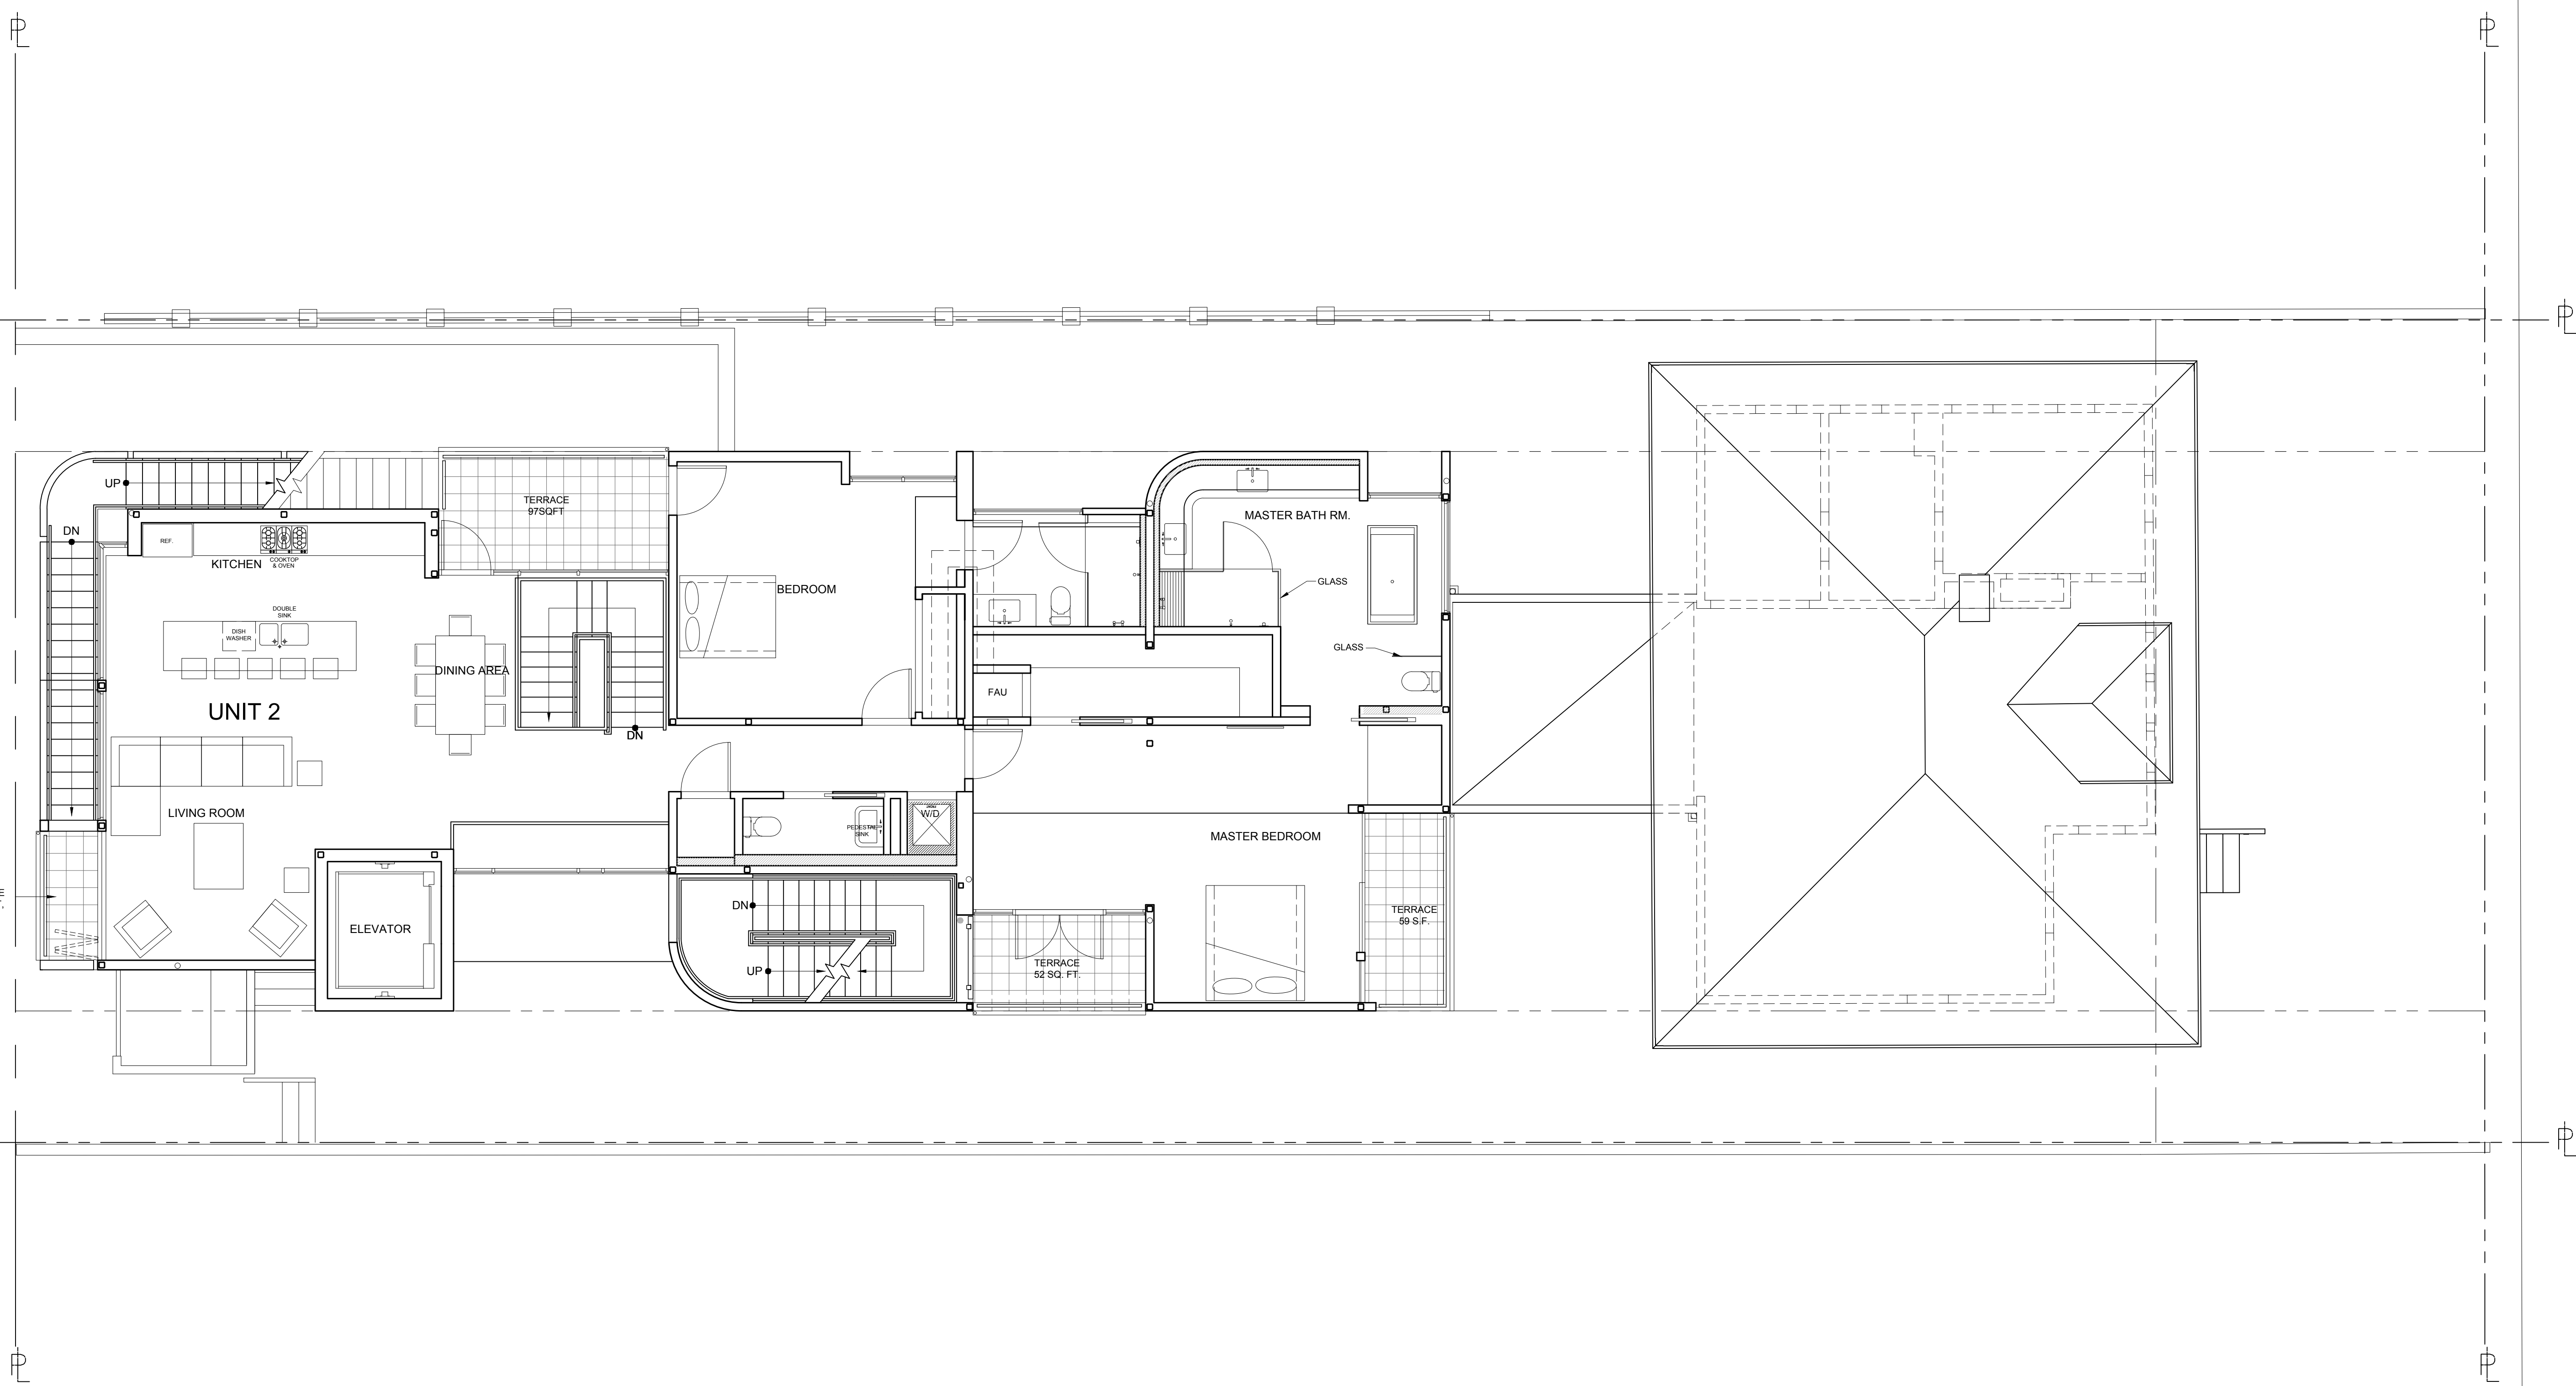 PL
PL
PL
UP
DN
REF.
KITCHEN
COOKTOP
& OVEN
TERRACE
97SQFT
BEDROOM
MASTER BATH RM.
GLASS
GLASS
DOUBLE
SINK
DISH
WASHER
DINING AREA
UNIT 2
DN
FAU
LIVING ROOM
PEDESTAL
SINK
W/D
MASTER BEDROOM
ELEVATOR
DN
UP
TERRACE
52 SQ. FT.
TERRACE
59 S.F.
PL
PL
PL